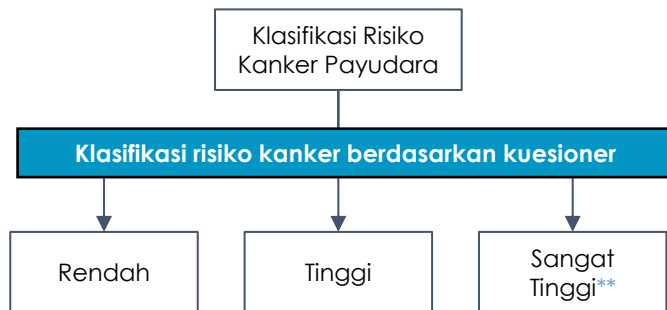 Klasifikasi Risiko
Kanker Payudara
Klasifikasi risiko kanker berdasarkan kuesioner
Rendah
Tinggi
Sangat
Tinggi**